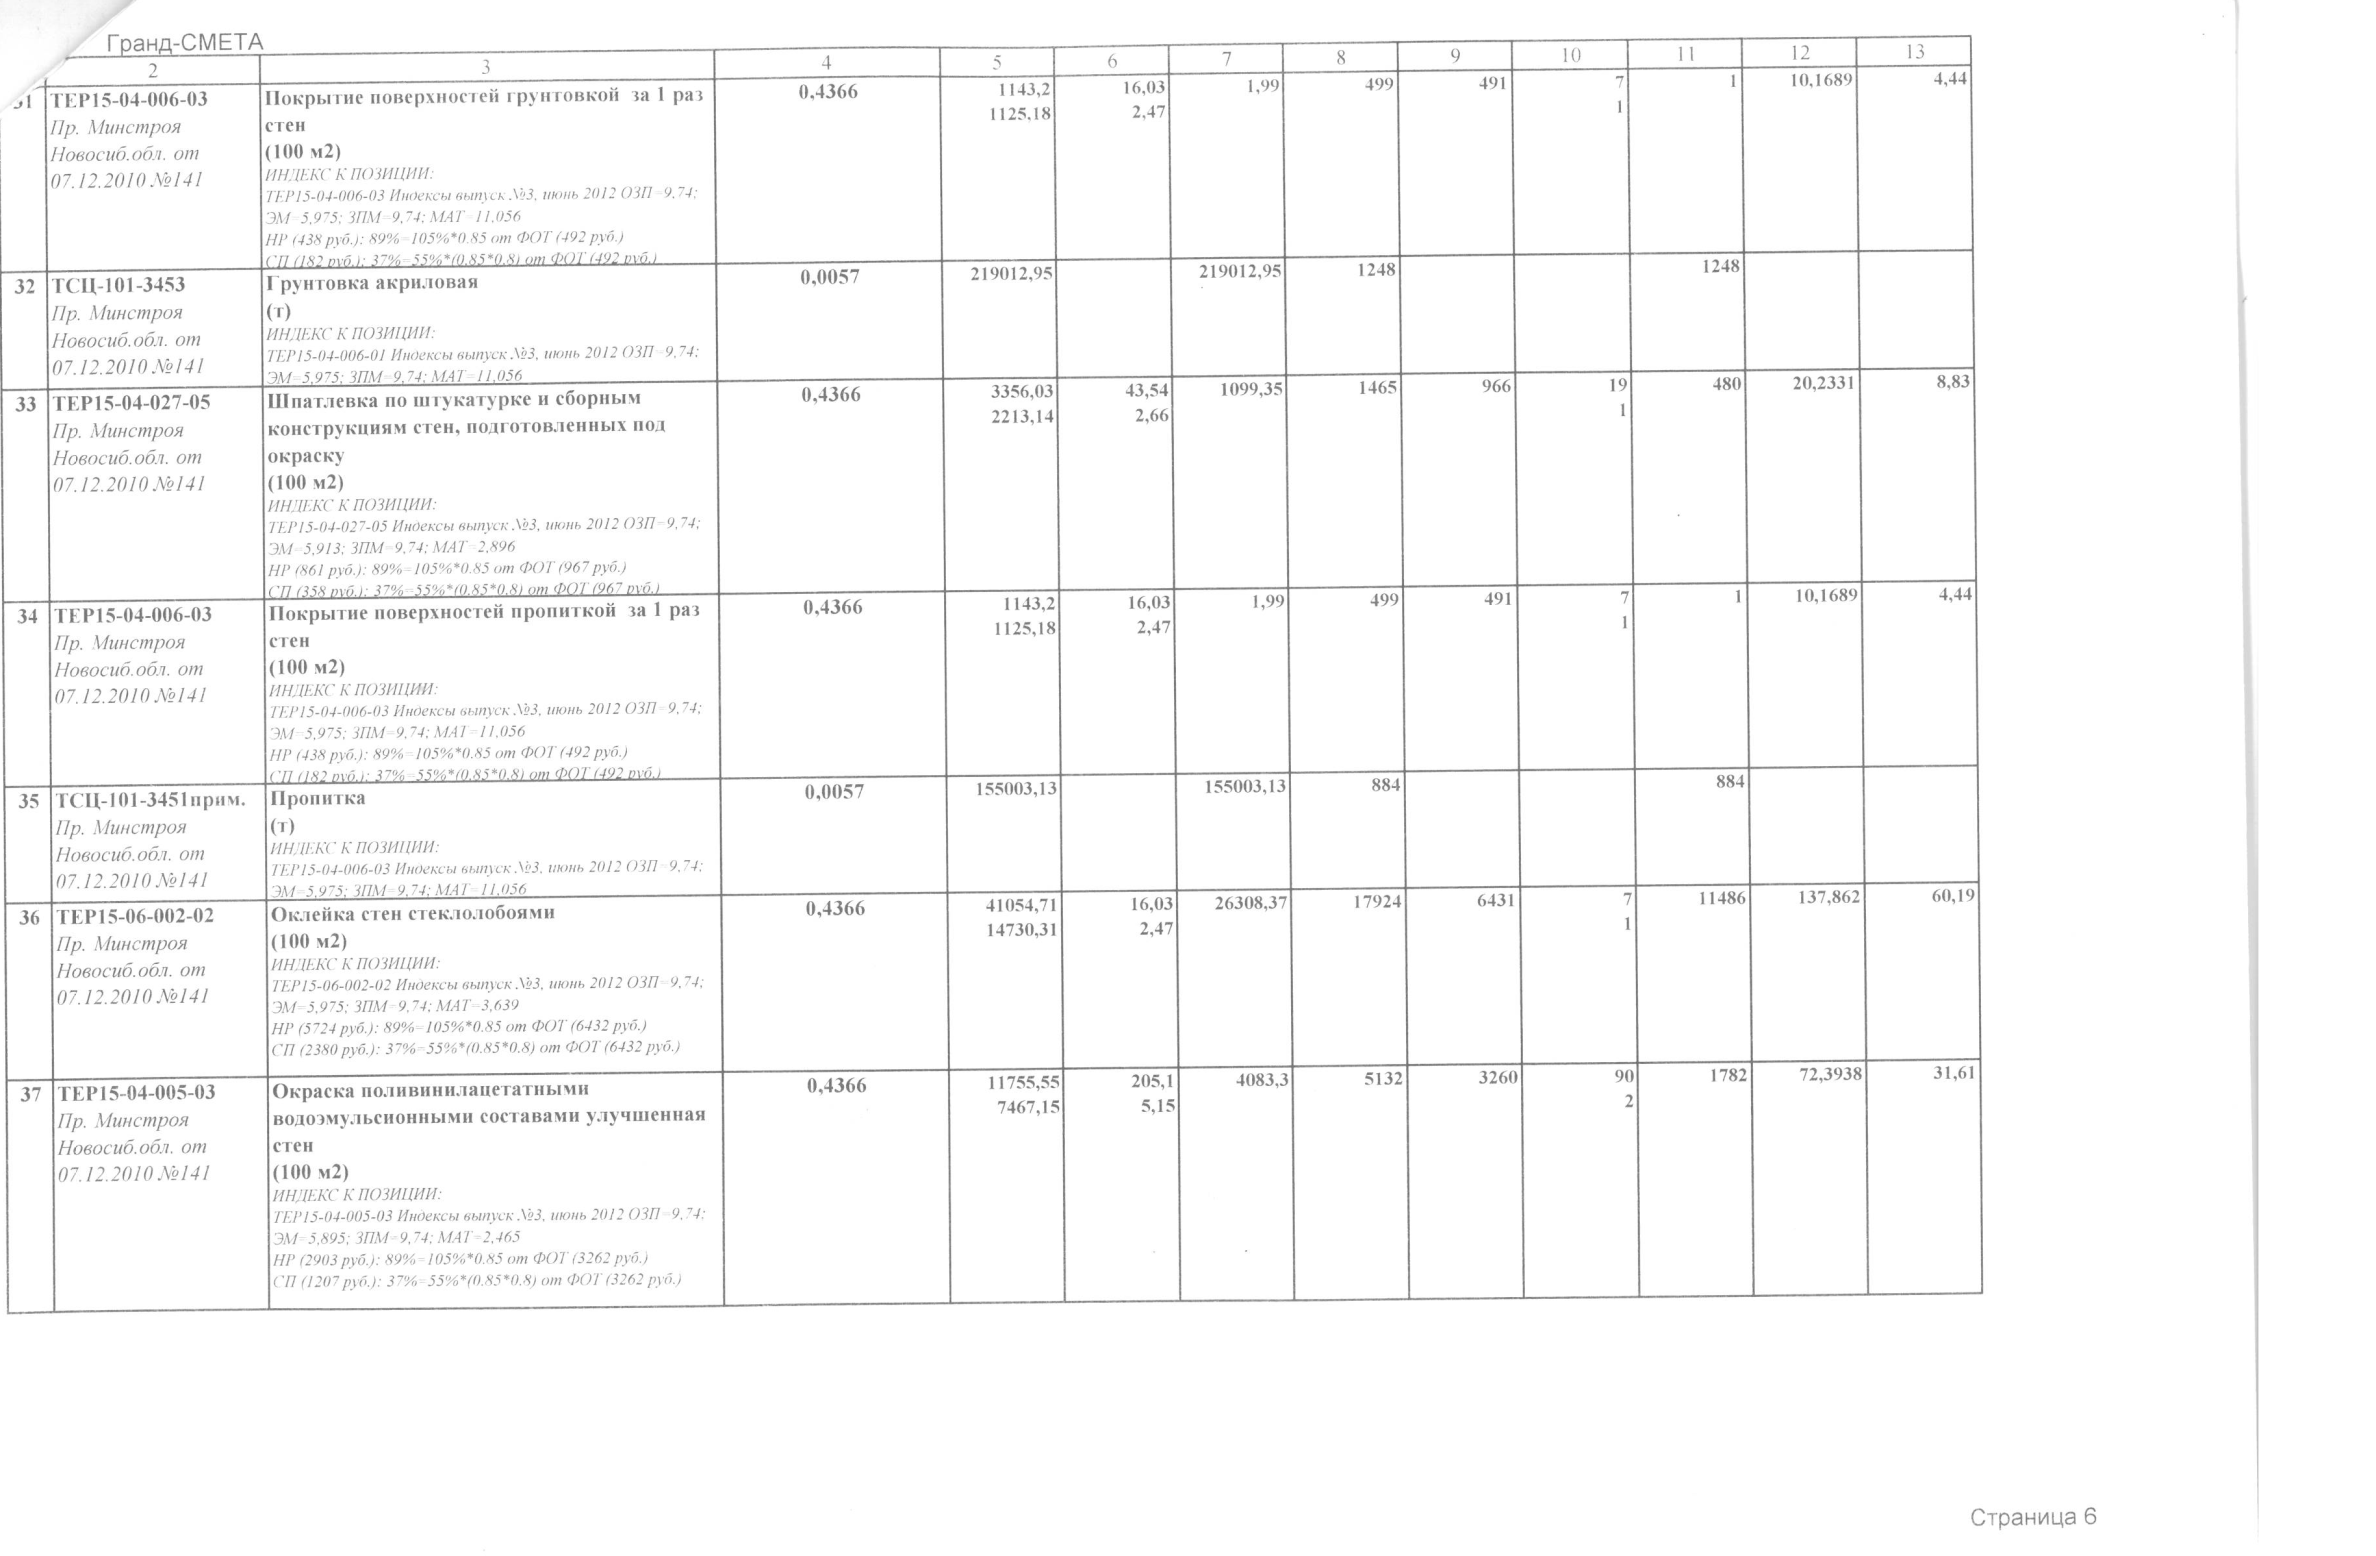 Гранд-СМЕТА
2 3 4 5 6 7 8 9 10 11 12 13
31 ТЕР15-04-006-03 Покрытие поверхностей грунтовкой за 1 раз 0,4366 1143,2 16,03 1,99 499 491 7 1 10,1689 4,44
Пр. Минстроя стен 1125,18 2,47 1
Новосиб.обл. от (100 м2)
07.12.2010 №141 ИНДЕКС К ПОЗИЦИИ:
ТЕР15-04-006-03 Индексы выпуск №3, июнь 2012 ОЗП=9,74;
ЭМ=5,975; ЗПМ=9,74; МАТ=11,056
НР (438 руб.): 89%=105%*0.85 от ФОТ (492 руб.)
СП (182 руб.): 37%=55%*(0.85*0.8) от ФОТ (492 руб.)
32 ТСЦ-101-3453 Грунтовка акриловая 0,0057 219012,95 219012,95 1248 1248
Пр. Минстроя (т)
Новосиб.обл. от ИНДЕКС К ПОЗИЦИИ:
07.12.2010 №141 ТЕР15-04-006-01 Индексы выпуск №3, июнь 2012 ОЗП=9,74;
ЭМ=5,975; ЗПМ=9,74; МАТ=11,056
33 ТЕР15-04-027-05 Шпатлевка по штукатурке и сборным 0,4366 3356,03 43,54 1099,35 1465 966 19 480 20,2331 8,83
Пр. Минстроя конструкциям стен, подготовленных под 2213,14 2,66 1
Новосиб.обл. от окраску
07.12.2010 №141 (100 м2)
ИНДЕКС К ПОЗИЦИИ:
ТЕР15-04-027-05 Индексы выпуск №3, июнь 2012 ОЗП=9,74;
ЭМ=5,913; ЗПМ=9,74; МАТ=2,896
НР (861 руб.): 89%=105%*0.85 от ФОТ (967 руб.)
СП (358 руб.): 37%=55%*(0.85*0.8) от ФОТ (967 руб.)
34 ТЕР15-04-006-03 Покрытие поверхностей пропиткой за 1 раз 0,4366 1143,2 16,03 1,99 499 491 7 1 10,1689 4,44
Пр. Минстроя стен 1125,18 2,47 1
Новосиб.обл. от (100 м2)
07.12.2010 №141 ИНДЕКС К ПОЗИЦИИ:
ТЕР15-04-006-03 Индексы выпуск №3, июнь 2012 ОЗП=9,74;
ЭМ=5,975; ЗПМ=9,74; МАТ=11,056
НР (438 руб.): 89%=105%*0.85 от ФОТ (492 руб.)
СП (182 руб.): 37%=55%*(0.85*0.8) от ФОТ (492 руб.)
35 ТСЦ-101-3451прим. Пропитка 0,0057 155003,13 155003,13 884 884
Пр. Минстроя (т)
Новосиб.обл. от ИНДЕКС К ПОЗИЦИИ:
07.12.2010 №141 ТЕР15-04-006-03 Индексы выпуск №3, июнь 2012 ОЗП=9,74;
ЭМ=5,975; ЗПМ=9,74; МАТ=11,056
36 ТЕР15-06-002-02 Оклейка стен стеклолобоями 0,4366 41054,71 16,03 26308,37 17924 6431 7 11486 137,862 60,19
Пр. Минстроя (100 м2) 14730,31 2,47 1
Новосиб.обл. от ИНДЕКС К ПОЗИЦИИ:
07.12.2010 №141 ТЕР15-06-002-02 Индексы выпуск №3, июнь 2012 ОЗП=9,74;
ЭМ=5,975; ЗПМ=9,74; МАТ=3,639
НР (5724 руб.): 89%=105%*0.85 от ФОТ (6432 руб.)
СП (2380 руб.): 37%=55%*(0.85*0.8) от ФОТ (6432 руб.)
37 ТЕР15-04-005-03 Окраска поливинилацетатными 0,4366 11755,55 205,1 4083,3 5132 3260 90 1782 72,3938 31,61
Пр. Минстроя водоэмульсионными составами улучшенная 7467,15 5,15 2
Новосиб.обл. от стен
07.12.2010 №141 (100 м2)
ИНДЕКС К ПОЗИЦИИ:
ТЕР15-04-005-03 Индексы выпуск №3, июнь 2012 ОЗП=9,74;
ЭМ=5,895; ЗПМ=9,74; МАТ=2,465
НР (2903 руб.): 89%=105%*0.85 от ФОТ (3262 руб.)
СП (1207 руб.): 37%=55%*(0.85*0.8) от ФОТ (3262 руб.)
Страница 6